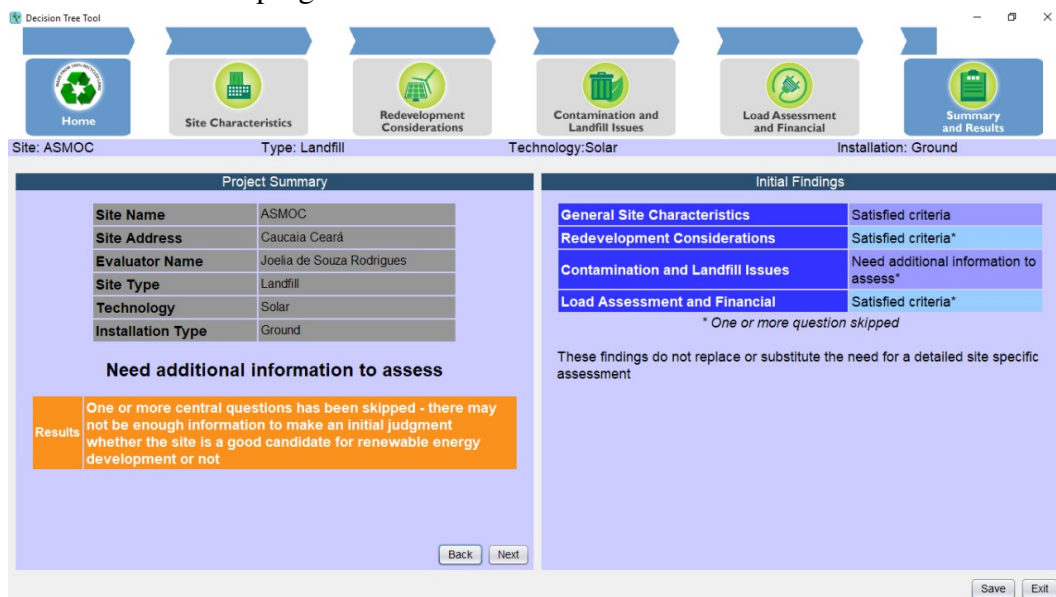 Decision Tree Tool
Home
Site Characteristics
Redevelopment
Considerations
Contamination and
Landfill Issues
Load Assessment
and Financial
Summary
and Results
Site: ASMOC
Type: Landfill
Technology:Solar
Installation: Ground
Project Summary
Site Name ASMOC
Site Address Caucaia Ceará
Evaluator Name Joelia de Souza Rodrigues
Site Type Landfill
Technology Solar
Installation Type Ground
Need additional information to assess
Results
One or more central questions has been skipped - there may
not be enough information to make an initial judgment
whether the site is a good candidate for renewable energy
development or not
Back Next
Initial Findings
General Site Characteristics Satisfied criteria
Redevelopment Considerations Satisfied criteria*
Contamination and Landfill Issues Need additional information to
assess*
Load Assessment and Financial Satisfied criteria*
* One or more question skipped
These findings do not replace or substitute the need for a detailed site specific
assessment
Save Exit